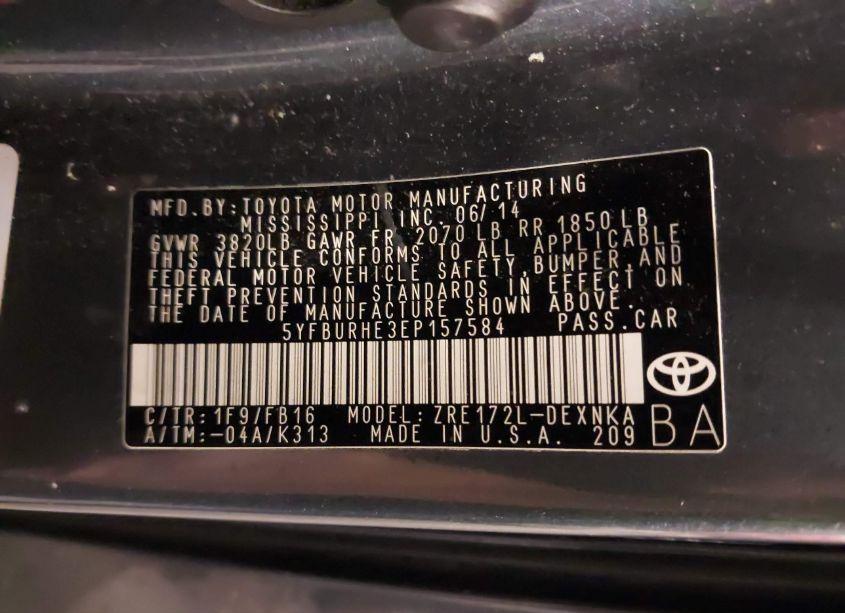 MFD.BY:TOYOTA MOTOR MANUFACTURING
MISSISSIPPI, INC. 06/14
GVWR 3820LB GAWR FR 2070 LB RR 1850 LB
THIS VEHICLE CONFORMS TO ALL APPLICABLE
FEDERAL MOTOR VEHICLE SAFETY,BUMPER, AND
THEFT PREVENTION STANDARDS IN EFFECT ON
THE DATE OF MANUFACTURE SHOWN ABOVE.
5YFBURHE3EP157584 PASS.CAR
C/TR:1F9/FB16 MODEL:ZRE172L-DEXNKA
A/TM:-04A/K313 MADE IN U.S.A. 209
BA